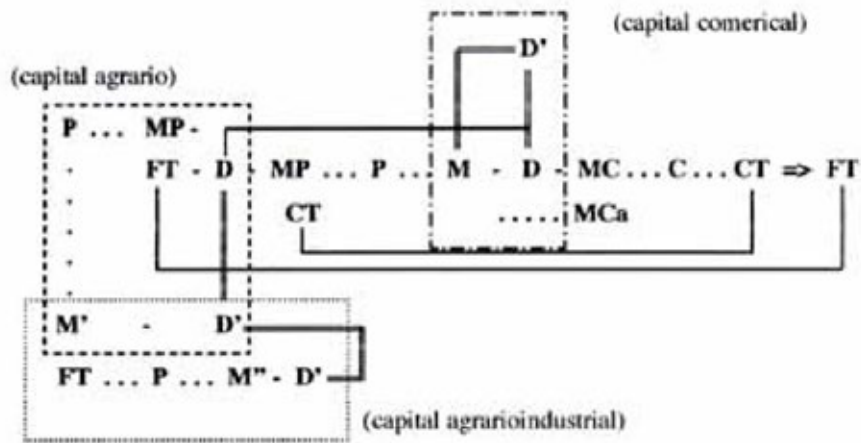 (capital comerical)
D'
(capital agrario)
P ... MP -
FT - D - MP ... P ... M - D - MC ... C ... CT => FT
CT ..... MCa
M' - D'
FT ... P ... M" - D'
(capital agrarioindustrial)